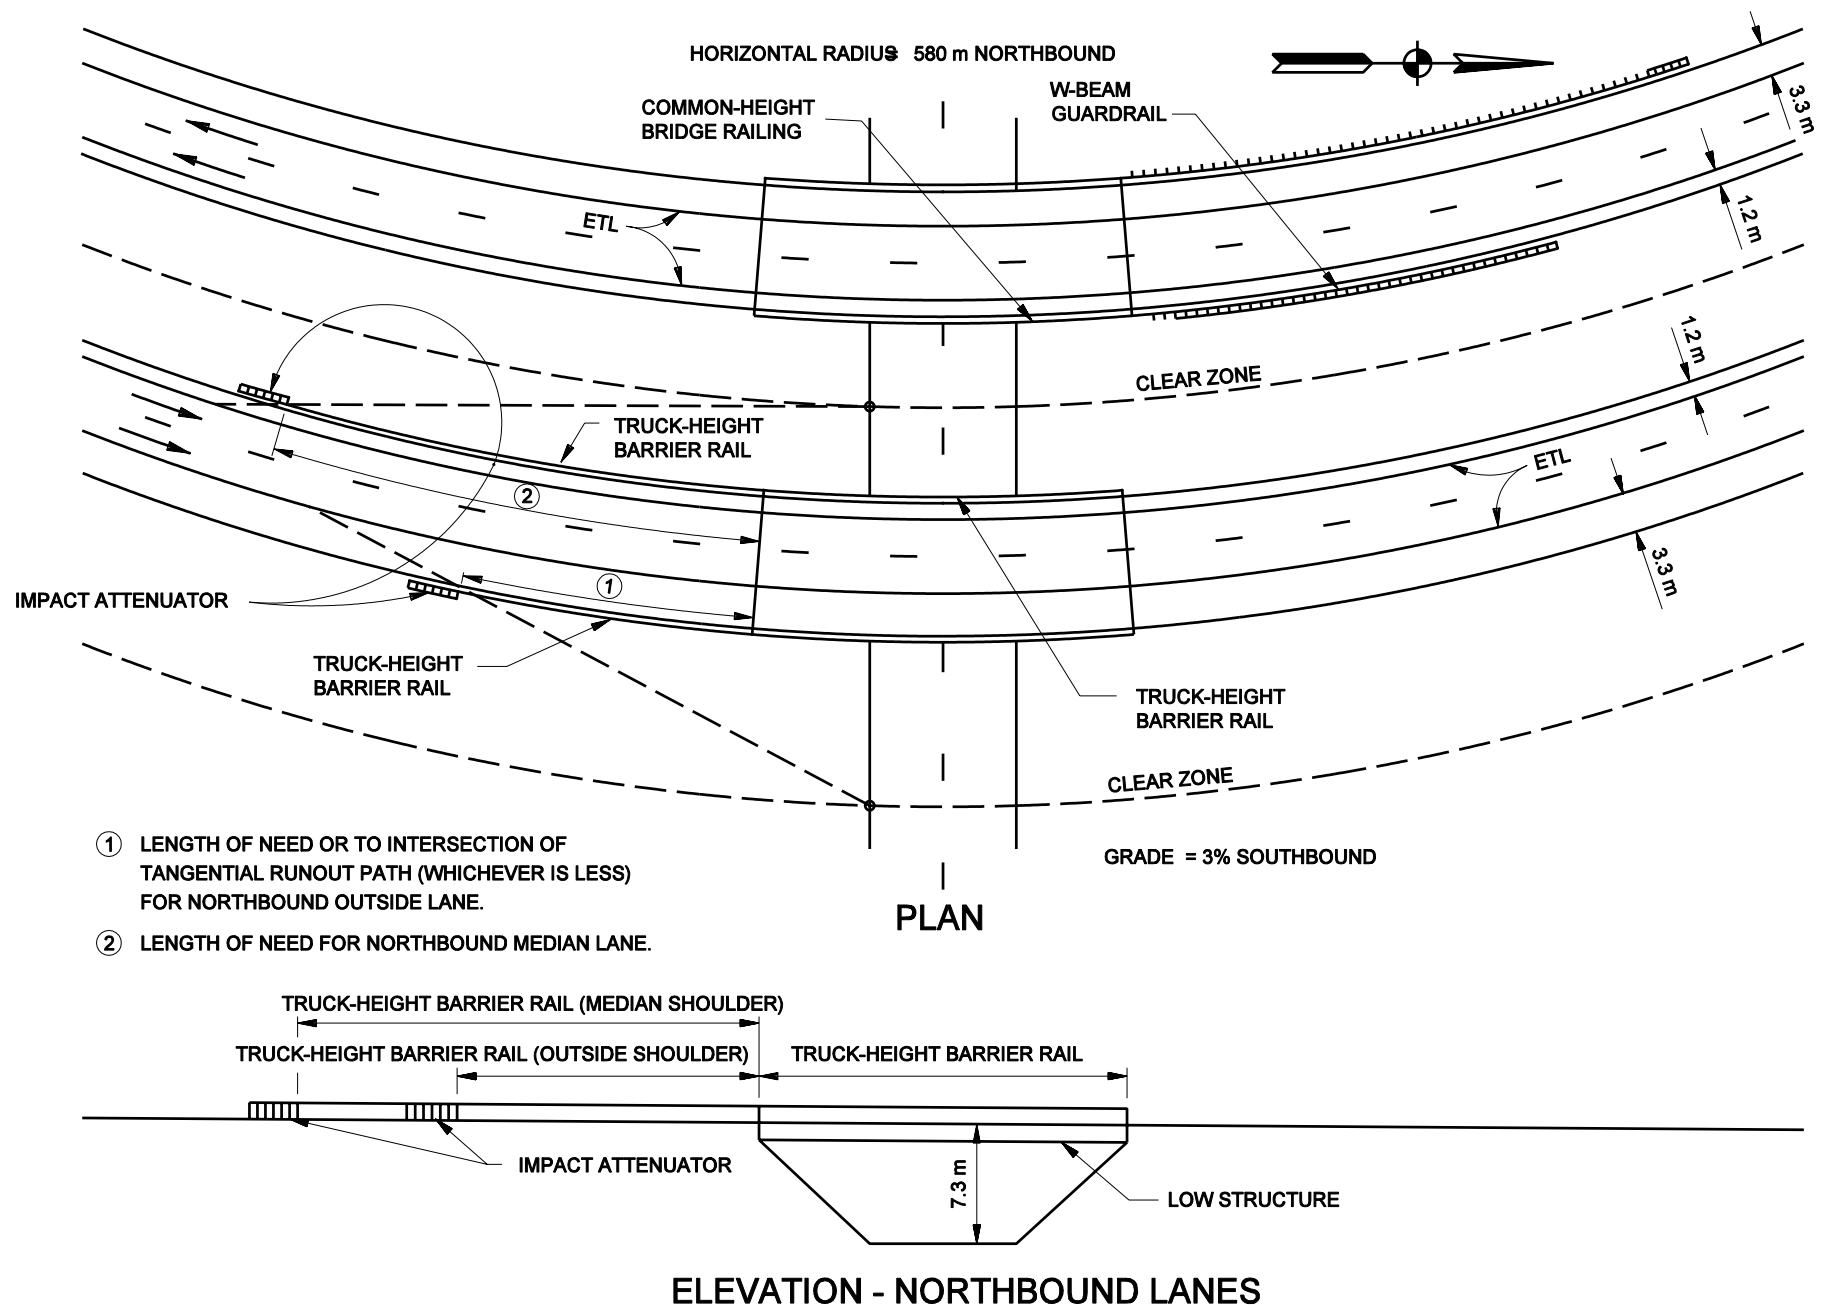 HORIZONTAL RADIUS = 580 m NORTHBOUND
COMMON-HEIGHT
BRIDGE RAILING
W-BEAM
GUARDRAIL
3.3 m
ETL
1.2 m
CLEAR ZONE
1.2 m
TRUCK-HEIGHT
BARRIER RAIL
ETL
2
3.3 m
1
IMPACT ATTENUATOR
TRUCK-HEIGHT
BARRIER RAIL
TRUCK-HEIGHT
BARRIER RAIL
CLEAR ZONE
1 LENGTH OF NEED OR TO INTERSECTION OF
TANGENTIAL RUNOUT PATH (WHICHEVER IS LESS)
FOR NORTHBOUND OUTSIDE LANE.
2 LENGTH OF NEED FOR NORTHBOUND MEDIAN LANE.
GRADE = 3% SOUTHBOUND
PLAN
TRUCK-HEIGHT BARRIER RAIL (MEDIAN SHOULDER)
TRUCK-HEIGHT BARRIER RAIL (OUTSIDE SHOULDER)
TRUCK-HEIGHT BARRIER RAIL
IMPACT ATTENUATOR
7.3 m
LOW STRUCTURE
ELEVATION - NORTHBOUND LANES